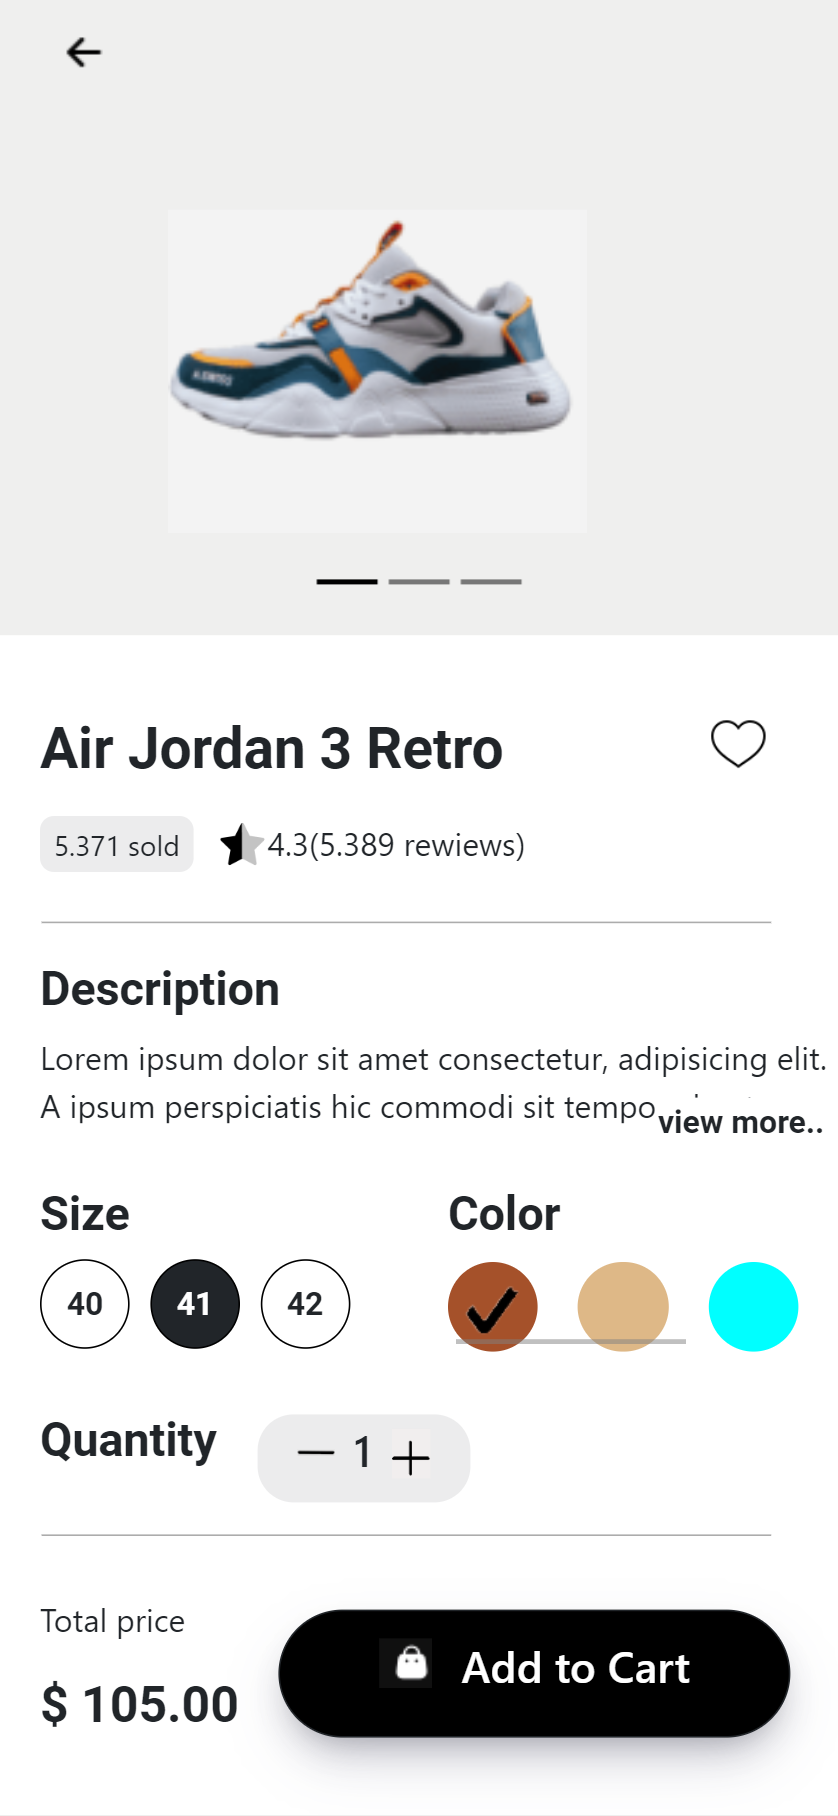 Air Jordan 3 Retro
5.371 sold
4.3(5.389 rewiews)
Description
Lorem ipsum dolor sit amet consectetur, adipisicing elit.
A ipsum perspiciatis hic commodi sit tempo
view more..
Size
Color
40 41 42
Quantity
1
Total price
$ 105.00
Add to Cart